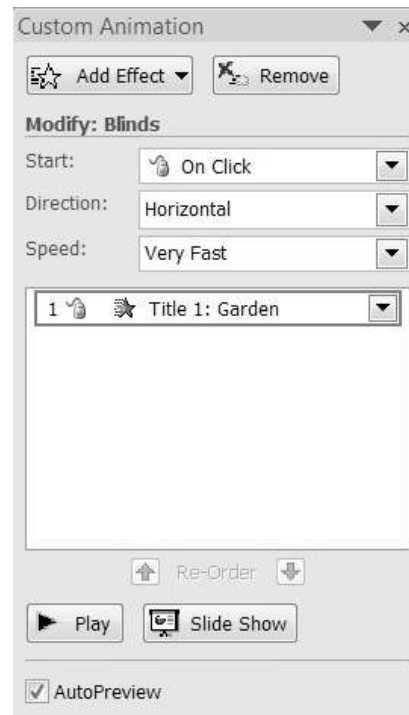 Custom Animation
Add Effect
Remove
Modify: Blinds
Start:
On Click
Direction:
Horizontal
Speed:
Very Fast
1 Title 1: Garden
Re-Order
Play
Slide Show
AutoPreview